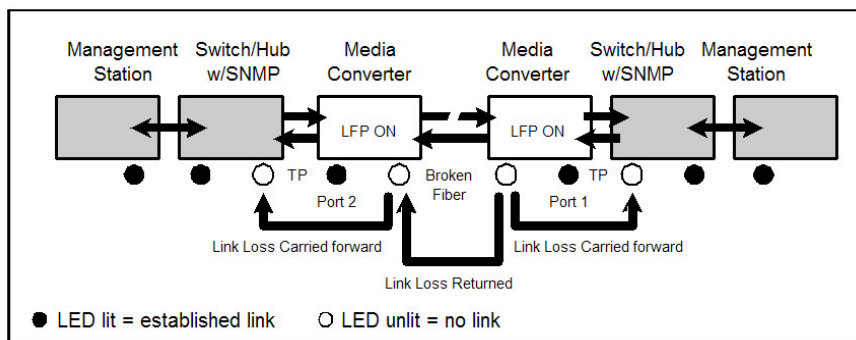 Management Station
Switch/Hub w/SNMP
Media Converter
Media Converter
Switch/Hub w/SNMP
Management Station
LFP ON
LFP ON
TP
Broken Fiber
TP
Port 2
Port 1
Link Loss Carried forward
Link Loss Carried forward
Link Loss Returned
LED lit = established link
LED unlit = no link